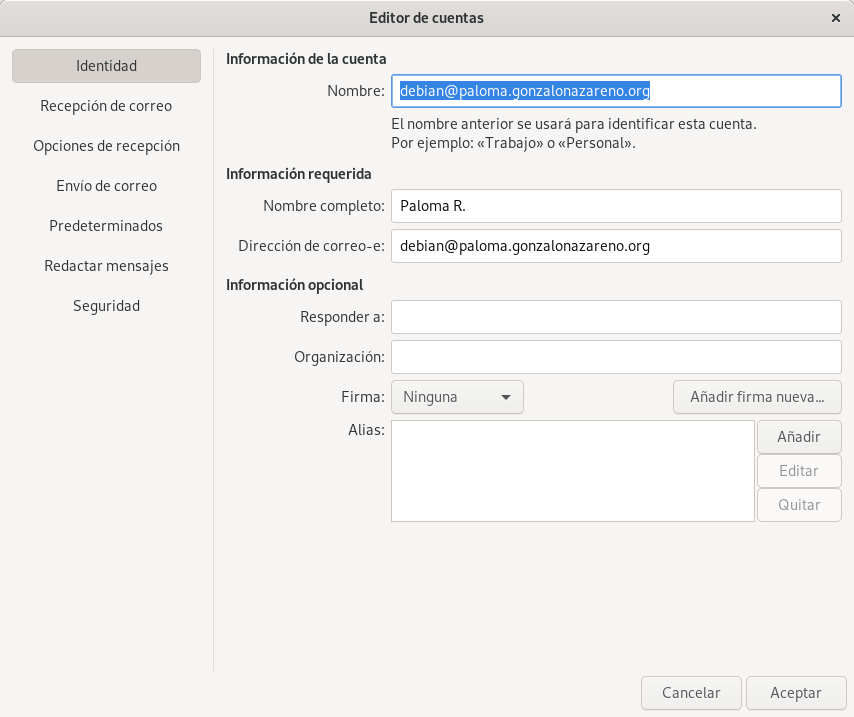 Editor de cuentas
Identidad
Recepción de correo
Opciones de recepción
Envío de correo
Predeterminados
Redactar mensajes
Seguridad
Información de la cuenta
Nombre: debian@paloma.gonzalonazareno.org
El nombre anterior se usará para identificar esta cuenta.
Por ejemplo: «Trabajo» o «Personal».
Información requerida
Nombre completo: Paloma R.
Dirección de correo-e: debian@paloma.gonzalonazareno.org
Información opcional
Responder a:
Organización:
Firma: Ninguna Añadir firma nueva...
Alias: Añadir
Editar
Quitar
Cancelar Aceptar